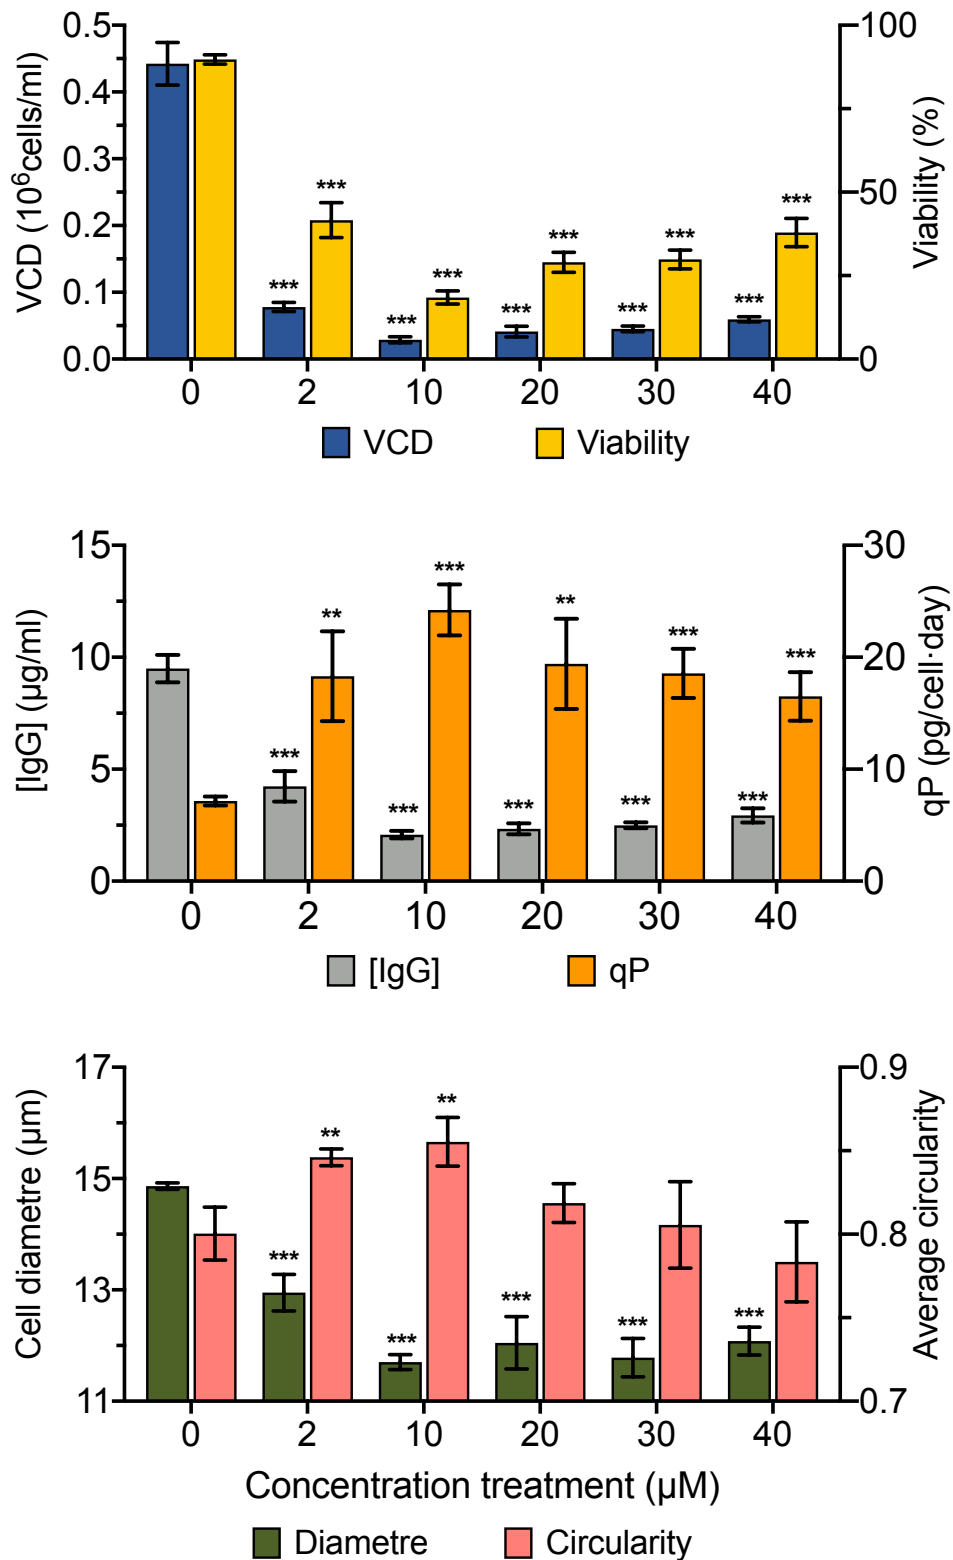 0.5
0.4
0.3
0.2
0.1
0.0
VCD (10⁶cells/ml)
100
50
0
Viability (%)
*** *** *** *** *** *** *** *** *** ***
0 2 10 20 30 40
VCD Viability
15
10
5
0
[IgG] (µg/ml)
30
20
10
0
qP (pg/cell·day)
*** ** *** *** *** ** *** *** *** ***
0 2 10 20 30 40
[IgG] qP
17
15
13
11
Cell diametre (µm)
0.9
0.8
0.7
Average circularity
*** ** *** ** *** *** ***
0 2 10 20 30 40
Concentration treatment (µM)
Diametre Circularity